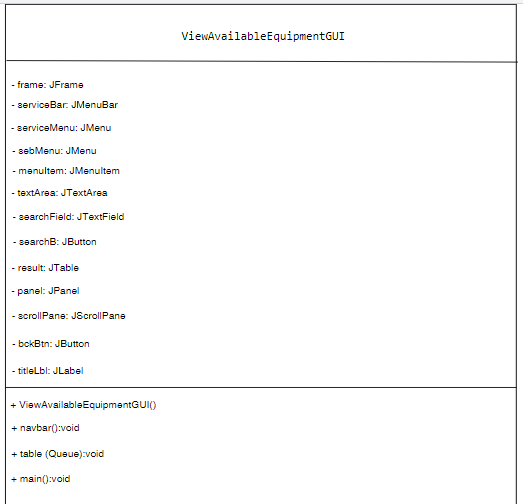 ViewAvailableEquipmentGUI
- frame: JFrame
- serviceBar: JMenuBar
- serviceMenu: JMenu
- sebMenu: JMenu
- menuItem: JMenuItem
- textArea: JTextArea
- searchField: JTextField
- searchB: JButton
- result: JTable
- panel: JPanel
- scrollPane: JScrollPane
- bckBtn: JButton
- titleLbl: JLabel
+ ViewAvailableEquipmentGUI()
+ navbar():void
+ table (Queue):void
+ main():void